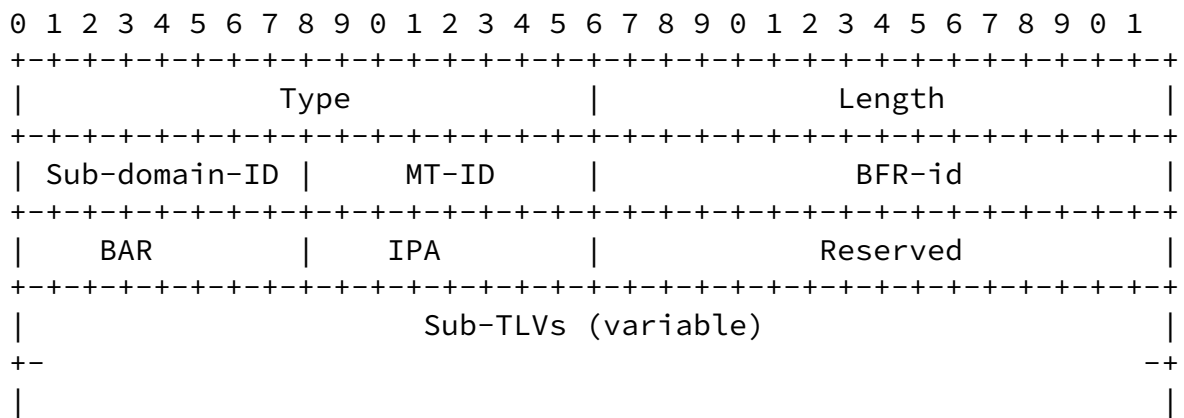 0 1 2 3 4 5 6 7 8 9 0 1 2 3 4 5 6 7 8 9 0 1 2 3 4 5 6 7 8 9 0 1
+-+-+-+-+-+-+-+-+-+-+-+-+-+-+-+-+-+-+-+-+-+-+-+-+-+-+-+-+-+-+-+-+
|              Type             |             Length            |
+-+-+-+-+-+-+-+-+-+-+-+-+-+-+-+-+-+-+-+-+-+-+-+-+-+-+-+-+-+-+-+-+
| Sub-domain-ID |     MT-ID     |              BFR-id           |
+-+-+-+-+-+-+-+-+-+-+-+-+-+-+-+-+-+-+-+-+-+-+-+-+-+-+-+-+-+-+-+-+
|    BAR        |    IPA        |            Reserved           |
+-+-+-+-+-+-+-+-+-+-+-+-+-+-+-+-+-+-+-+-+-+-+-+-+-+-+-+-+-+-+-+-+
|                      Sub-TLVs (variable)                      |
+-                                                             -+
|                                                               |